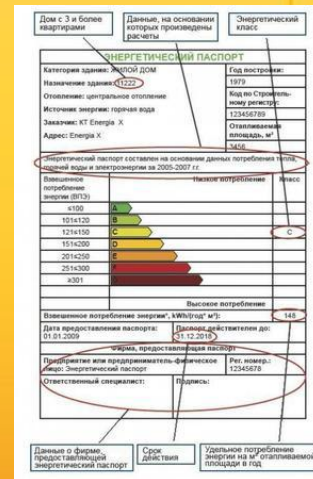 Дом с 3 и более
квартирами
Данные, на основании
которых произведены
расчеты
Энергетический
класс
ЭНЕРГЕТИЧЕСКИЙ ПАСПОРТ
Категория здания: ЖИЛОЙ ДОМ
Год постройки:
Назначение здания: 11222
1979
Отопление: центральное отопление
Код по Строитель-
ному регистру:
Источник энергии: горячая вода
123456789
Заказчик: КТ Energia X
Отапливаемая
площадь, м²
Адрес: Energia X
3456
Энергетический паспорт составлен на основании данных потребления тепла,
горячей воды и электроэнергии за 2005-2007 г.г.
Взвешенное
потребление
энергии (ВПЭ)
Низкое потребление
Класс
≤100 A
101≤120 B
121≤150 C C
151≤200 D
201≤250 E
251≤300 F
≥301
Высокое потребление
Взвешенное потребление энергии*, kWh/(год* м²): 148
Дата предоставления паспорта:
01.01.2009
Паспорт действителен до:
31.12.2018
Фирма, предоставляющая паспорт
Предприятие или предприниматель-физическое
лицо: Энергетический паспорт
Рег. номер.:
12345678
Ответственный специалист:
Подпись:
Данные о фирме,
предоставляющей
энергетический паспорт
Срок
действия
Удельное потребление
энергии на м² отапливаемой
площади в год